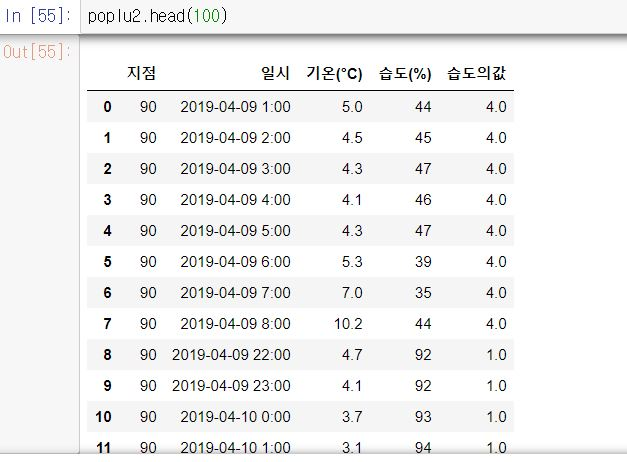 In [55]: poplu2.head(100)
Out[55]:
지점 일시 기온(°C) 습도(%) 습도의값
0 90 2019-04-09 1:00 5.0 44 4.0
1 90 2019-04-09 2:00 4.5 45 4.0
2 90 2019-04-09 3:00 4.3 47 4.0
3 90 2019-04-09 4:00 4.1 46 4.0
4 90 2019-04-09 5:00 4.3 47 4.0
5 90 2019-04-09 6:00 5.3 39 4.0
6 90 2019-04-09 7:00 7.0 35 4.0
7 90 2019-04-09 8:00 10.2 44 4.0
8 90 2019-04-09 22:00 4.7 92 1.0
9 90 2019-04-09 23:00 4.1 92 1.0
10 90 2019-04-10 0:00 3.7 93 1.0
11 90 2019-04-10 1:00 3.1 94 1.0